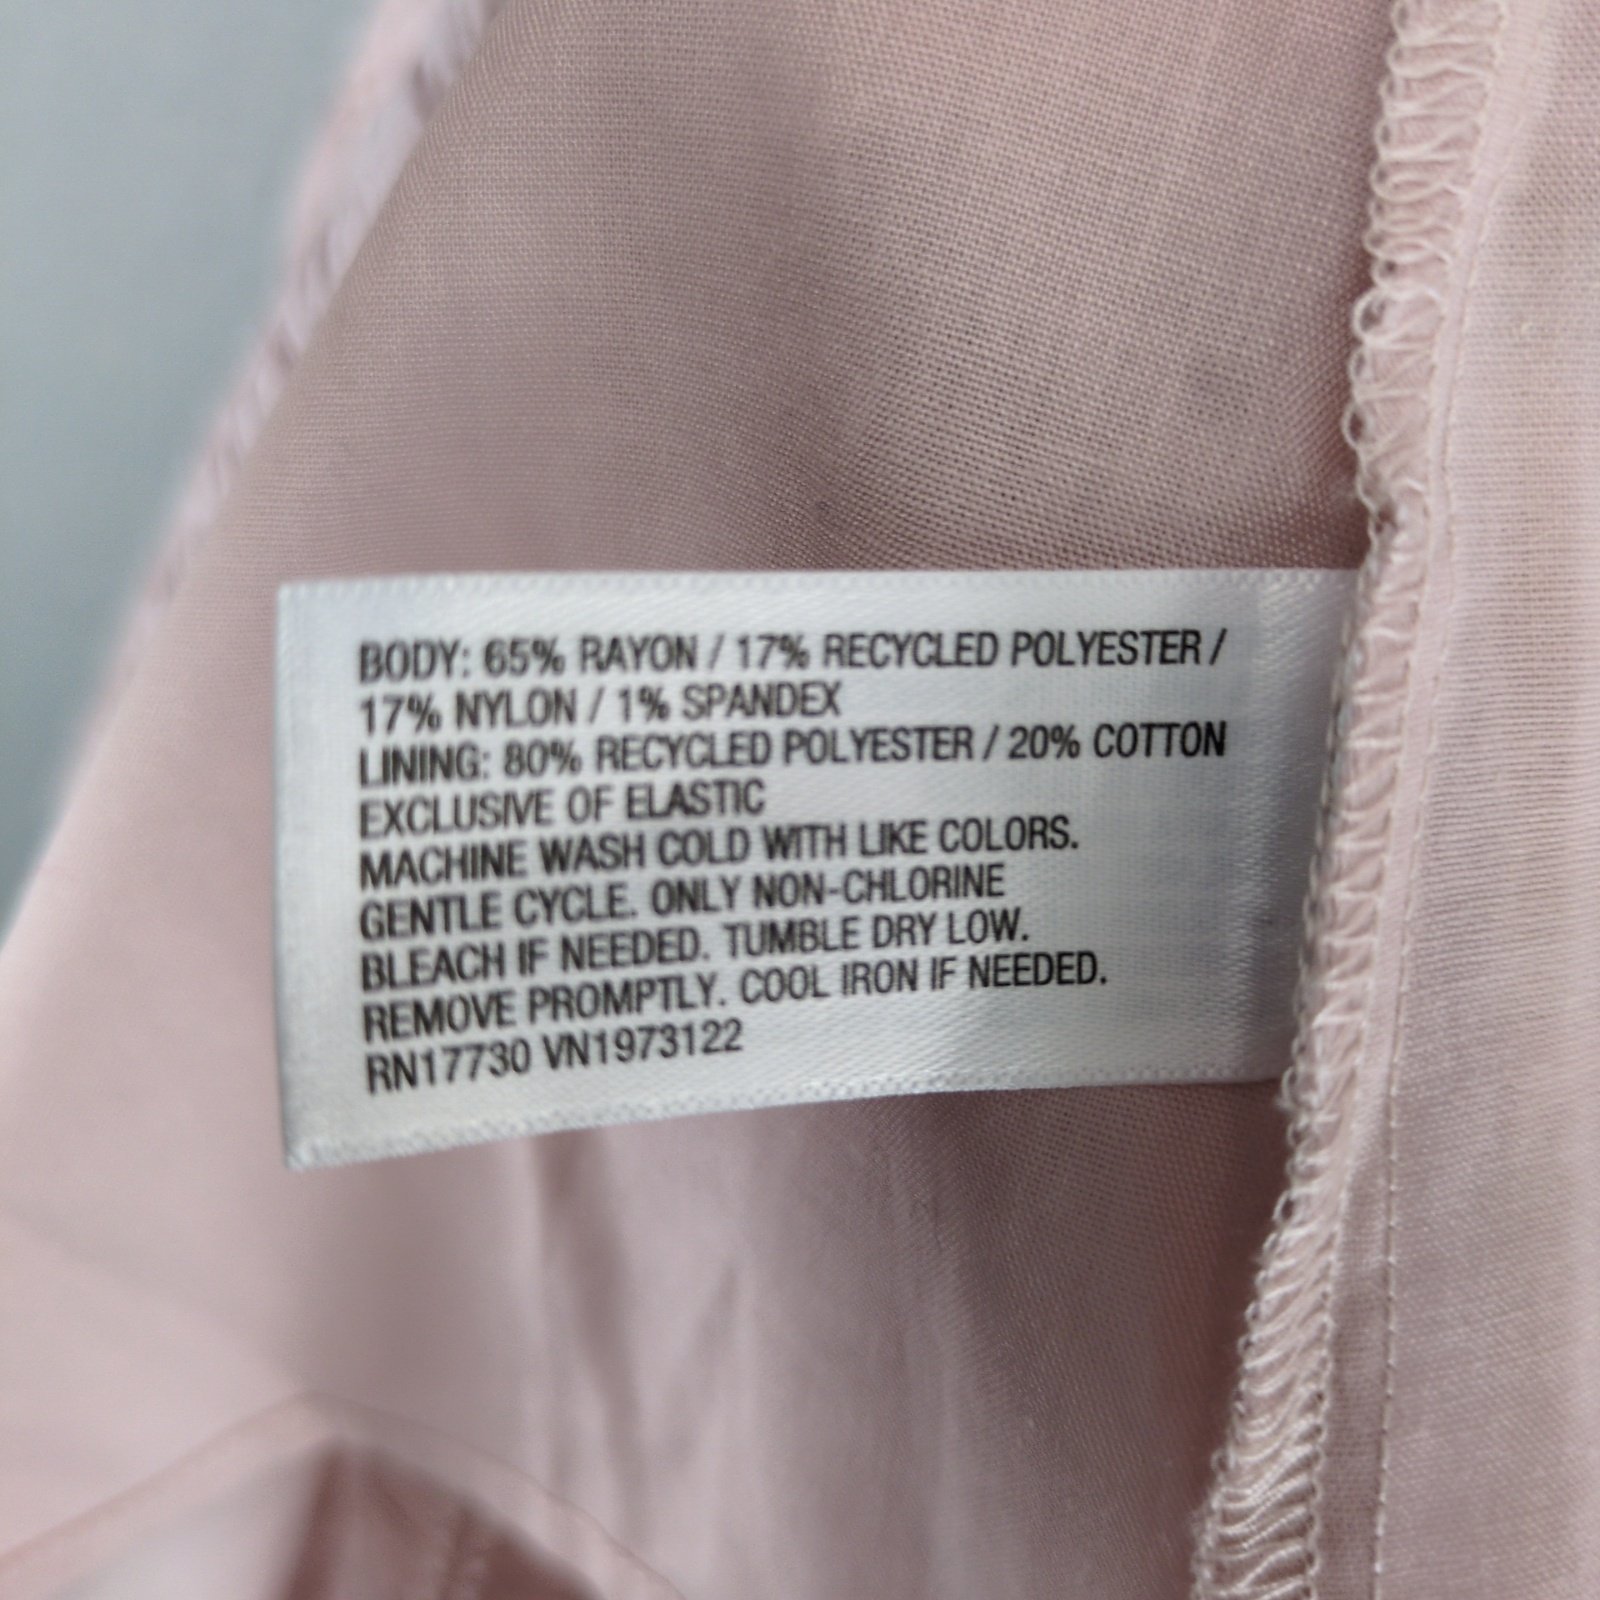 BODY: 65% RAYON / 17% RECYCLED POLYESTER /
17% NYLON / 1% SPANDEX
LINING: 80% RECYCLED POLYESTER / 20% COTTON
EXCLUSIVE OF ELASTIC
MACHINE WASH COLD WITH LIKE COLORS.
GENTLE CYCLE. ONLY NON-CHLORINE
BLEACH IF NEEDED. TUMBLE DRY LOW.
REMOVE PROMPTLY. COOL IRON IF NEEDED.
RN17730 VN1973122